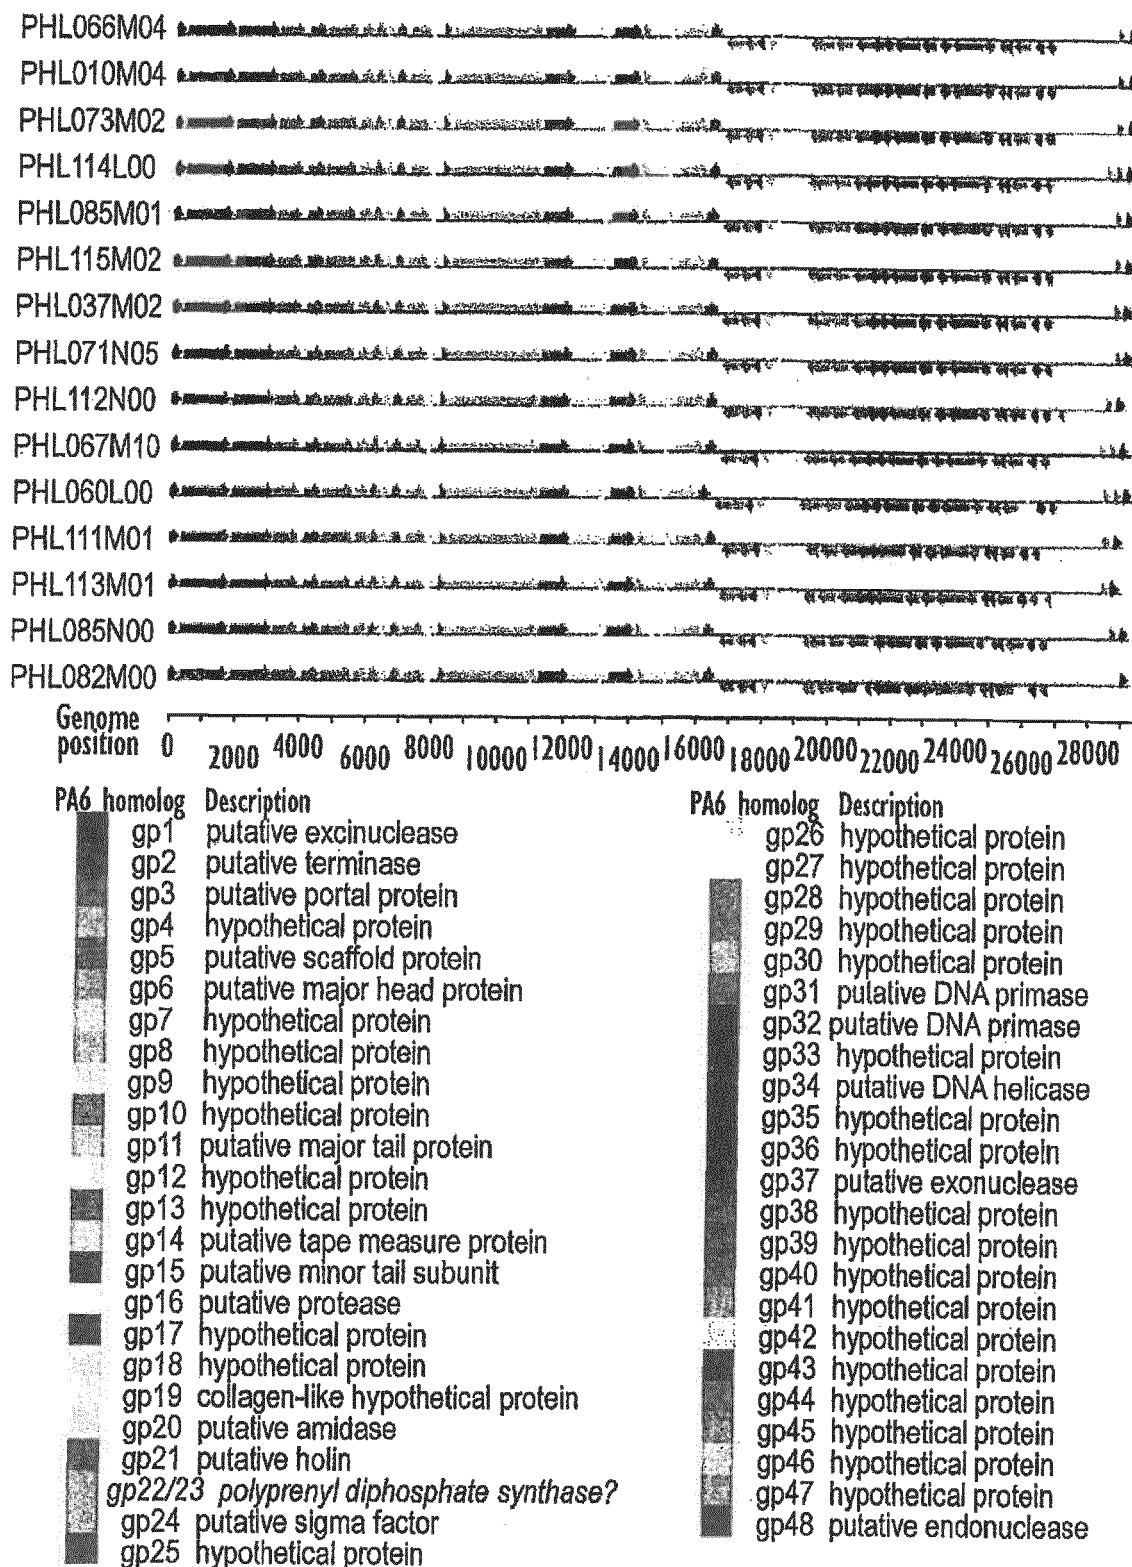 PHL066M04
PHL010M04
PHL073M02
PHL114L00
PHL085M01
PHL115M02
PHL037M02
PHL071N05
PHL112N00
PHL067M10
PHL060L00
PHL111M01
PHL113M01
PHL085N00
PHL082M00
Genome position 0 2000 4000 6000 8000 10000 12000 14000 16000 18000 20000 22000 24000 26000 28000
PA6 homolog Description
gp1 putative excinuclease
gp2 putative terminase
gp3 putative portal protein
gp4 hypothetical protein
gp5 putative scaffold protein
gp6 putative major head protein
gp7 hypothetical protein
gp8 hypothetical protein
gp9 hypothetical protein
gp10 hypothetical protein
gp11 putative major tail protein
gp12 hypothetical protein
gp13 hypothetical protein
gp14 putative tape measure protein
gp15 putative minor tail subunit
gp16 putative protease
gp17 hypothetical protein
gp18 hypothetical protein
gp19 collagen-like hypothetical protein
gp20 putative amidase
gp21 putative holin
gp22/23 polyprenyl diphosphate synthase?
gp24 putative sigma factor
gp25 hypothetical protein
PA6 homolog Description
gp26 hypothetical protein
gp27 hypothetical protein
gp28 hypothetical protein
gp29 hypothetical protein
gp30 hypothetical protein
gp31 putative DNA primase
gp32 putative DNA primase
gp33 hypothetical protein
gp34 putative DNA helicase
gp35 hypothetical protein
gp36 hypothetical protein
gp37 putative exonuclease
gp38 hypothetical protein
gp39 hypothetical protein
gp40 hypothetical protein
gp41 hypothetical protein
gp42 hypothetical protein
gp43 hypothetical protein
gp44 hypothetical protein
gp45 hypothetical protein
gp46 hypothetical protein
gp47 hypothetical protein
gp48 putative endonuclease